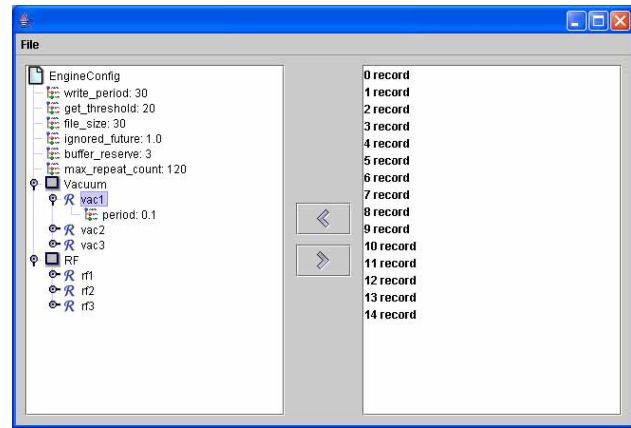 File
EngineConfig
write_period: 30
get_threshold: 20
file_size: 30
ignored_future: 1.0
buffer_reserve: 3
max_repeat_count: 120
Vacuum
R vac1
period: 0.1
R vac2
R vac3
RF
R rf1
R rf2
R rf3
0 record
1 record
2 record
3 record
4 record
5 record
6 record
7 record
8 record
9 record
10 record
11 record
12 record
13 record
14 record